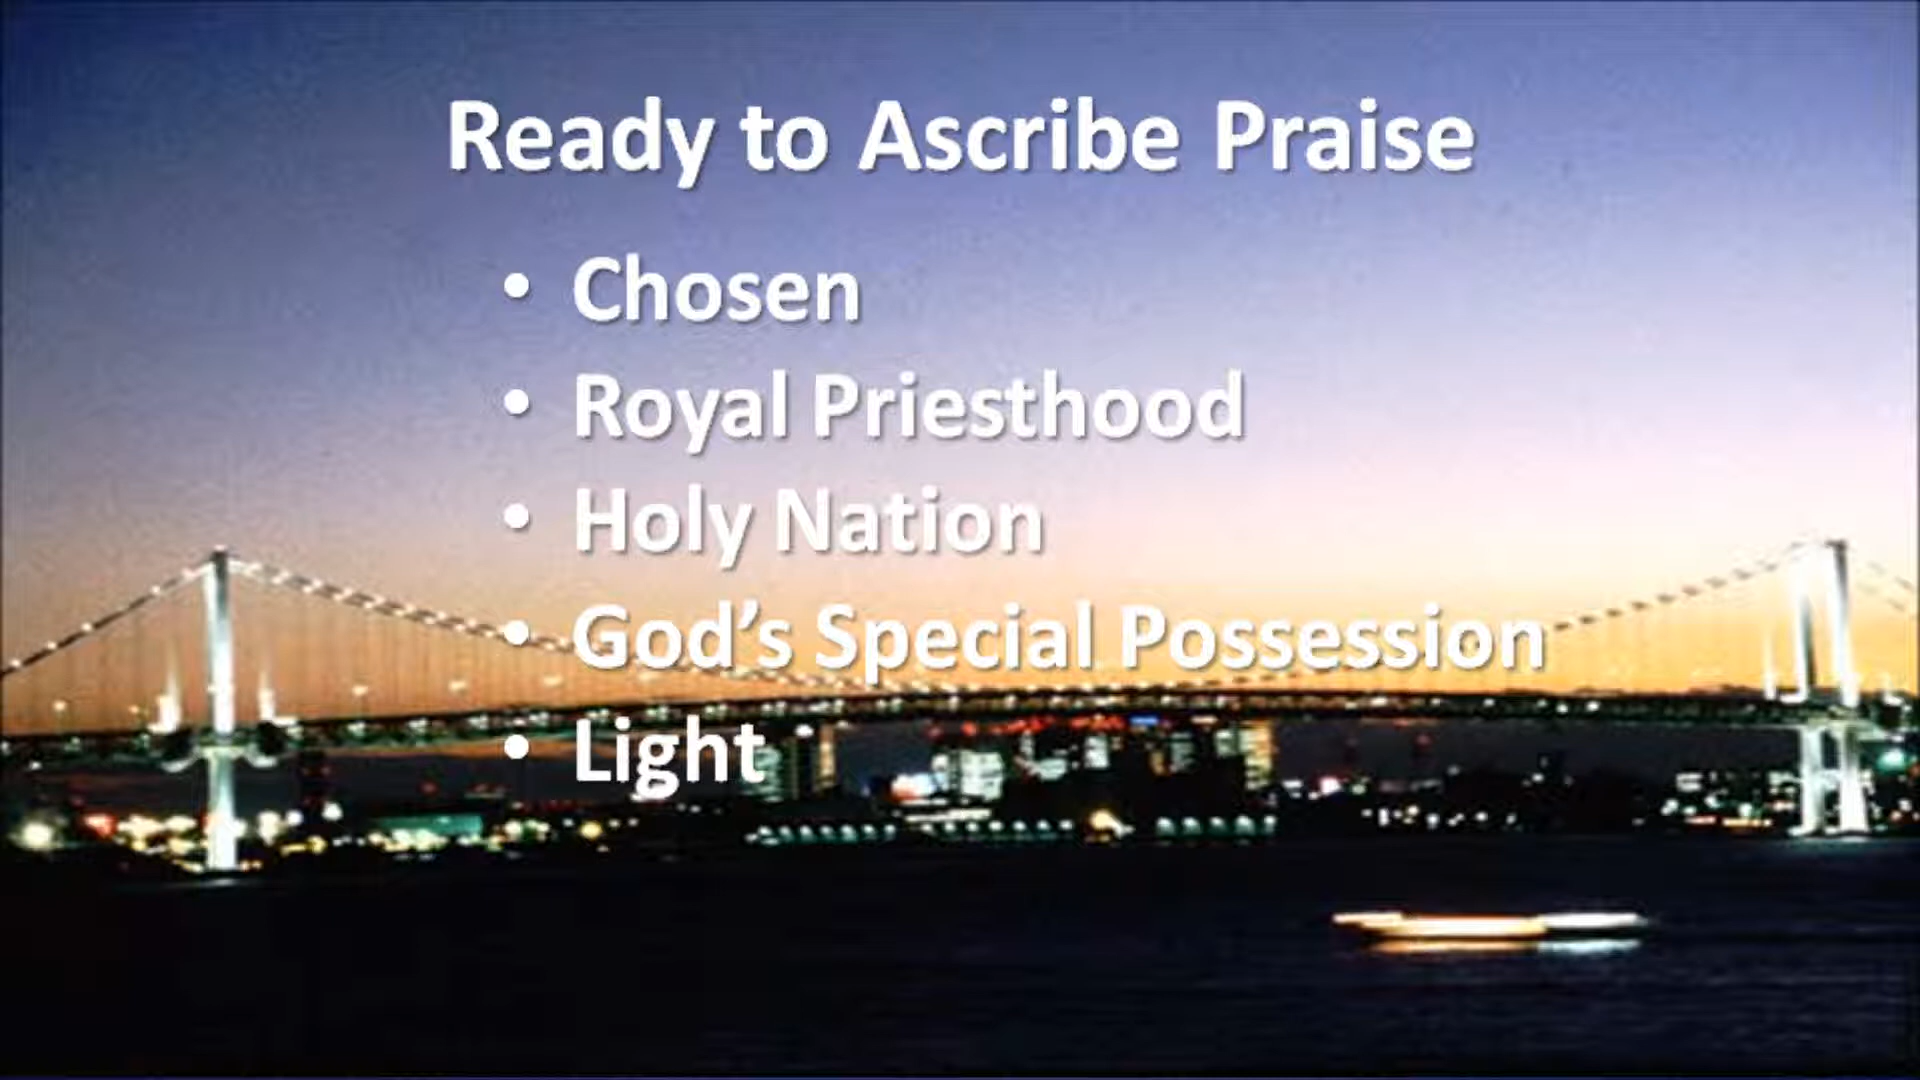 Ready to Ascribe Praise
• Chosen
• Royal Priesthood
• Holy Nation
• God’s Special Possession
• Light